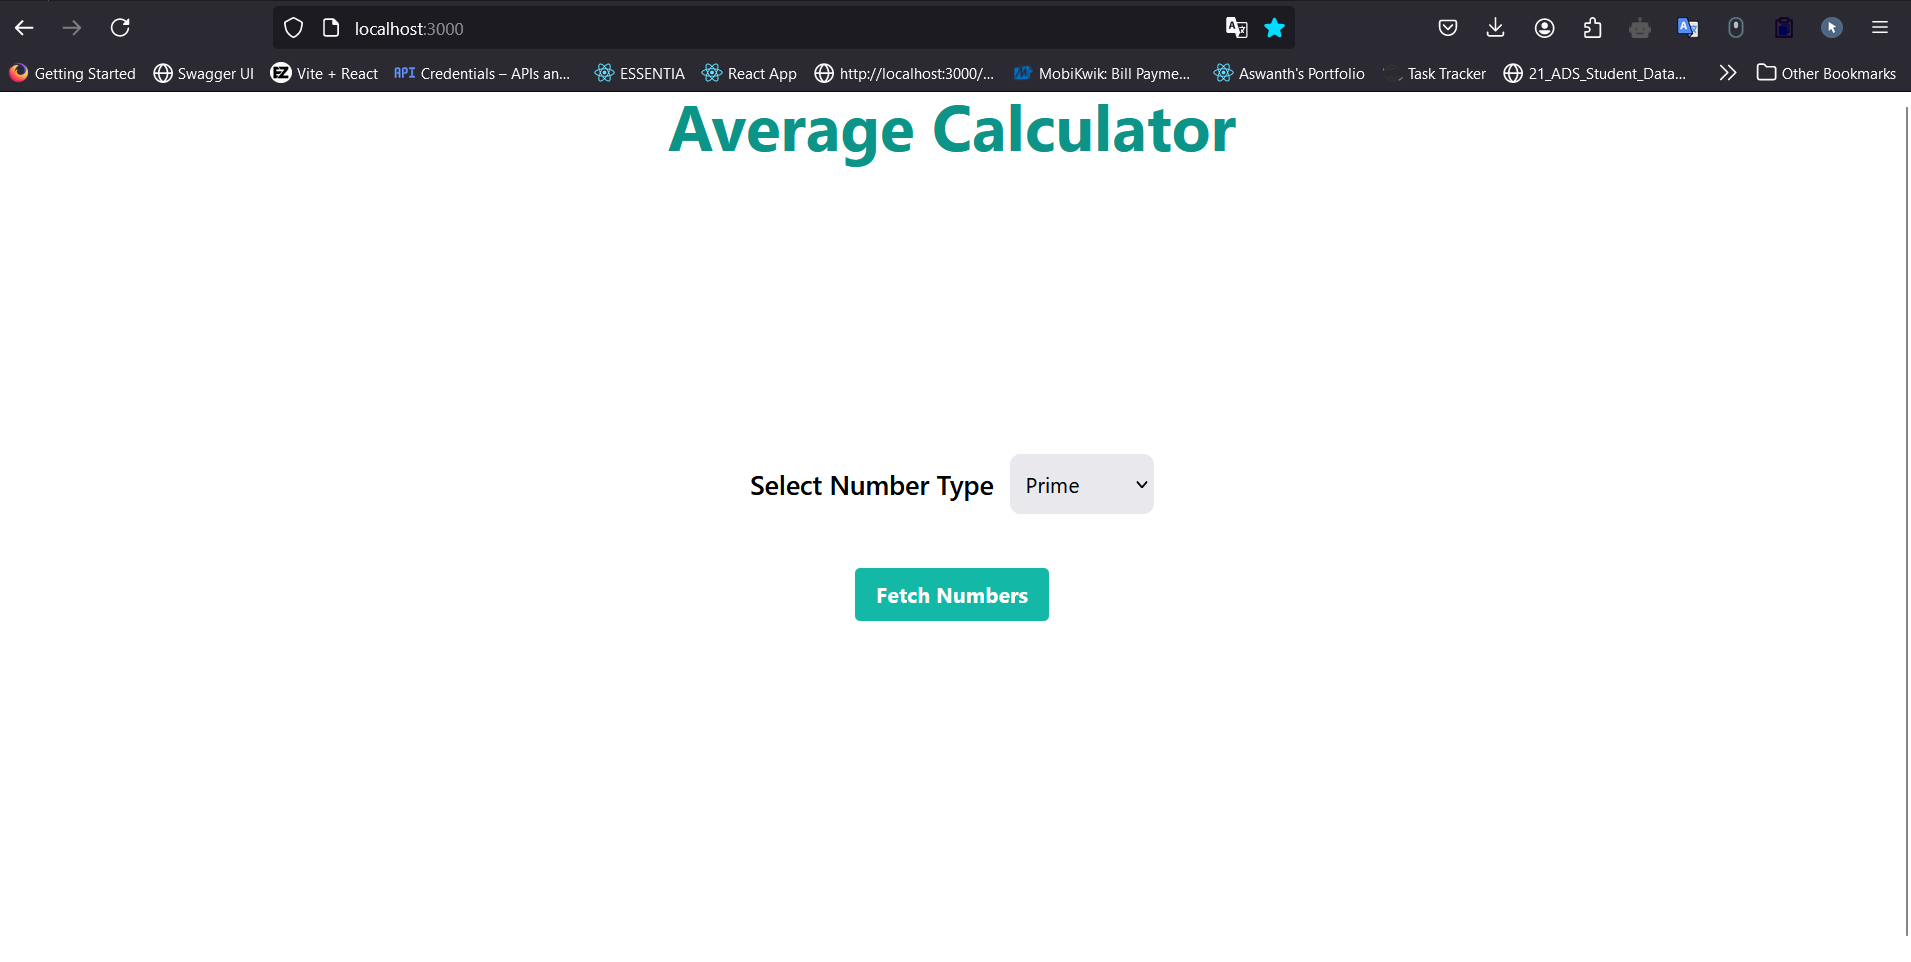 localhost:3000
Getting Started Swagger UI Vite + React API Credentials – APIs an... ESSENTIA React App http://localhost:3000/... MobiKwik: Bill Payme... Aswanth's Portfolio Task Tracker 21_ADS_Student_Data... Other Bookmarks
Average Calculator
Select Number Type Prime
Fetch Numbers